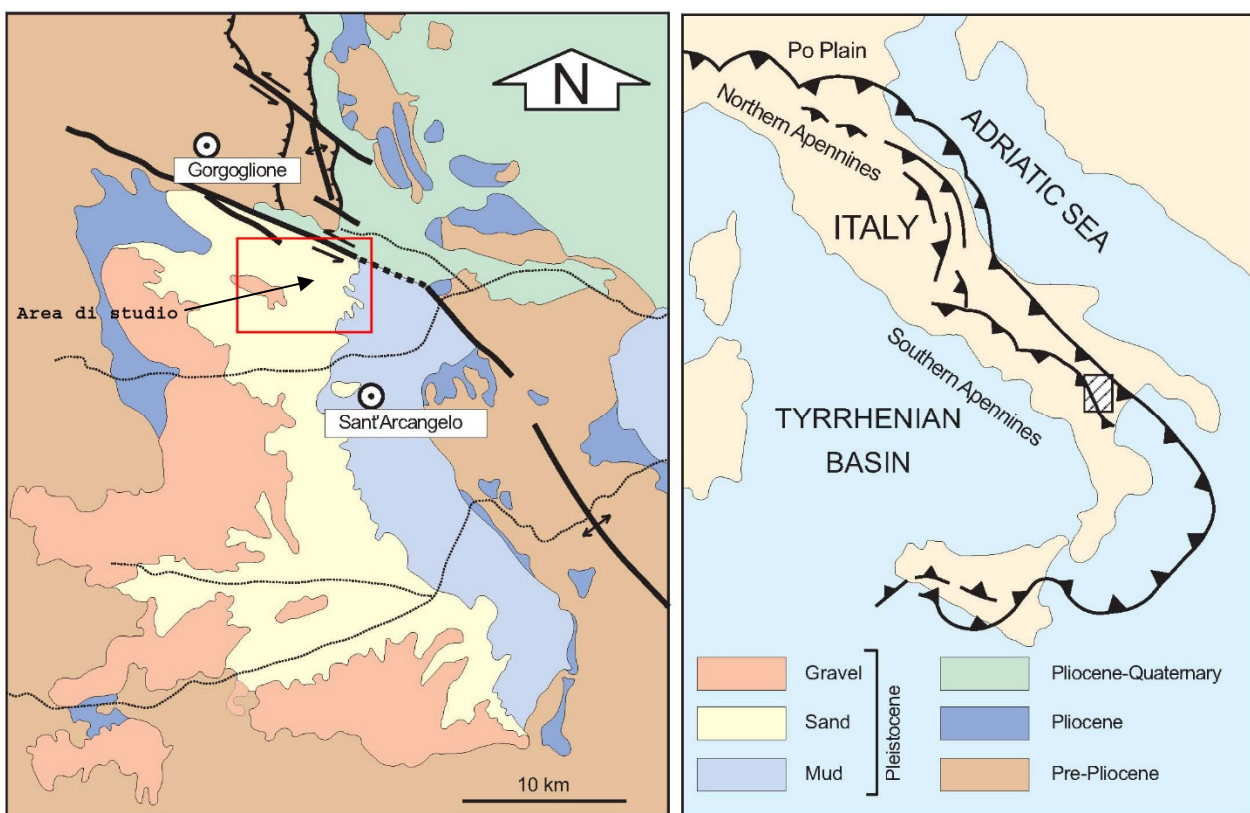 N
Gorgoglione
Area di studio
Sant'Arcangelo
10 km
Po Plain
Northern Apennines
ADRIATIC SEA
ITALY
Southern Apennines
TYRRHENIAN
BASIN
Gravel
Sand
Mud
Pleistocene
Pliocene-Quaternary
Pliocene
Pre-Pliocene